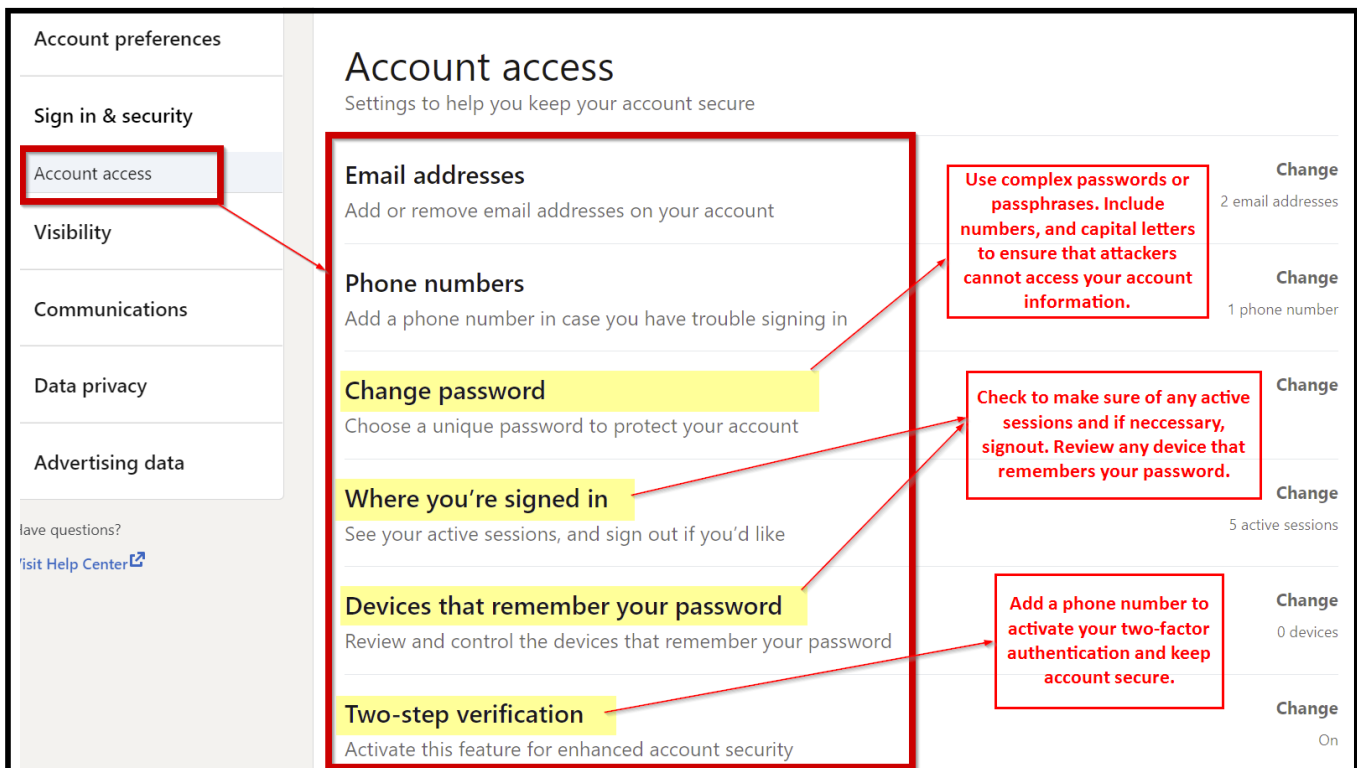 Account preferences
Sign in & security
Account access
Visibility
Communications
Data privacy
Advertising data
Have questions?
Visit Help Center
Account access
Settings to help you keep your account secure
Email addresses
Add or remove email addresses on your account
Change
2 email addresses
Phone numbers
Add a phone number in case you have trouble signing in
Change
1 phone number
Change password
Choose a unique password to protect your account
Change
Where you’re signed in
See your active sessions, and sign out if you’d like
Change
5 active sessions
Devices that remember your password
Review and control the devices that remember your password
Change
0 devices
Two-step verification
Activate this feature for enhanced account security
Change
On
Use complex passwords or
passphrases. Include
numbers, and capital letters
to ensure that attackers
cannot access your account
information.
Check to make sure of any active
sessions and if neccessary,
signout. Review any device that
remembers your password.
Add a phone number to
activate your two-factor
authentication and keep
account secure.